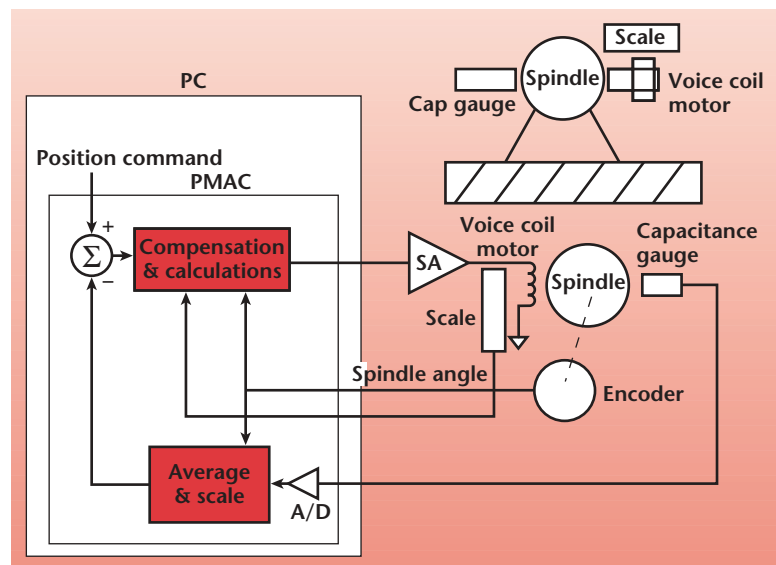 PC
Position command
PMAC
+
Σ
−
Compensation
& calculations
Average
& scale
A/D
Scale
Spindle
Cap gauge
Voice coil
motor
Voice coil
motor
Capacitance
gauge
SA
Spindle
Scale
Spindle angle
Encoder